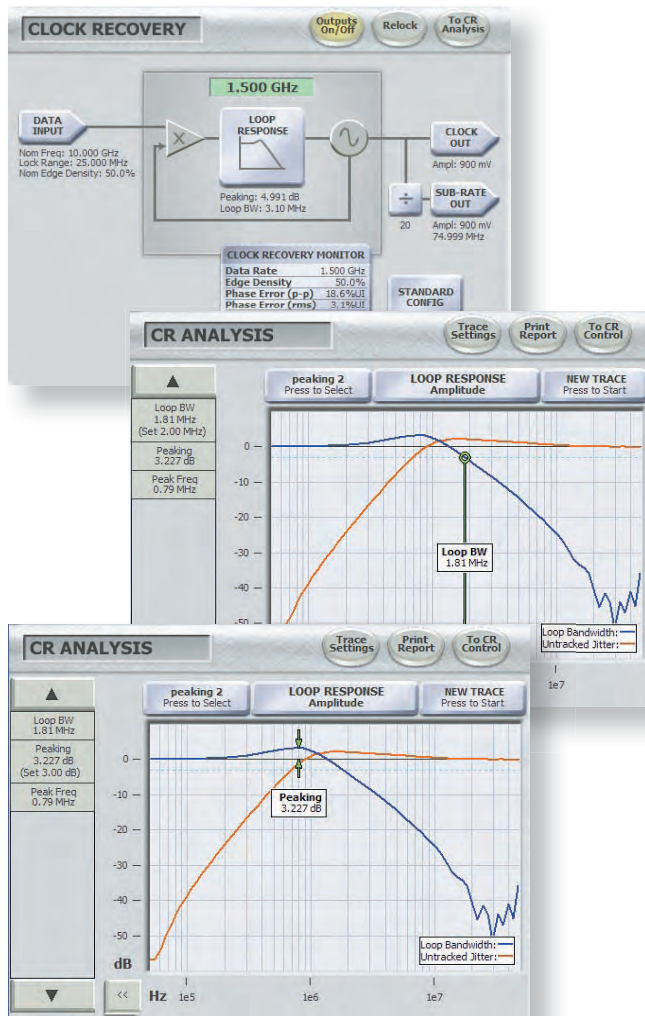 CLOCK RECOVERY
Outputs On/Off
Relock
To CR Analysis
1.500 GHz
DATA INPUT
Nom Freq: 10.000 GHz
Lock Range: 25.000 MHz
Nom Edge Density: 50.0%
X
LOOP RESPONSE
Peaking: 4.991 dB
Loop BW: 3.10 MHz
CLOCK OUT
Ampl: 900 mV
÷
20
SUB-RATE OUT
Ampl: 900 mV
74.999 MHz
CLOCK RECOVERY MONITOR
Data Rate 1.500 GHz
Edge Density 50.0%
Phase Error (p-p) 18.6%UI
Phase Error (rms) 3.1%UI
STANDARD CONFIG
CR ANALYSIS
Trace Settings
Print Report
To CR Control
▲
Loop BW
1.81 MHz
(Set 2.00 MHz)
Peaking
3.227 dB
Peak Freq
0.79 MHz
peaking 2
Press to Select
LOOP RESPONSE
Amplitude
NEW TRACE
Press to Start
0
-10
-20
-30
-40
-50
Loop BW
1.81 MHz
Loop Bandwidth:
Untracked Jitter:
1e7
CR ANALYSIS
Trace Settings
Print Report
To CR Control
▲
Loop BW
1.81 MHz
Peaking
3.227 dB
(Set 3.00 dB)
Peak Freq
0.79 MHz
▼
peaking 2
Press to Select
LOOP RESPONSE
Amplitude
NEW TRACE
Press to Start
0
-10
-20
-30
-40
-50
dB
Peaking
3.227 dB
Loop Bandwidth:
Untracked Jitter:
<<
Hz
1e5
1e6
1e7